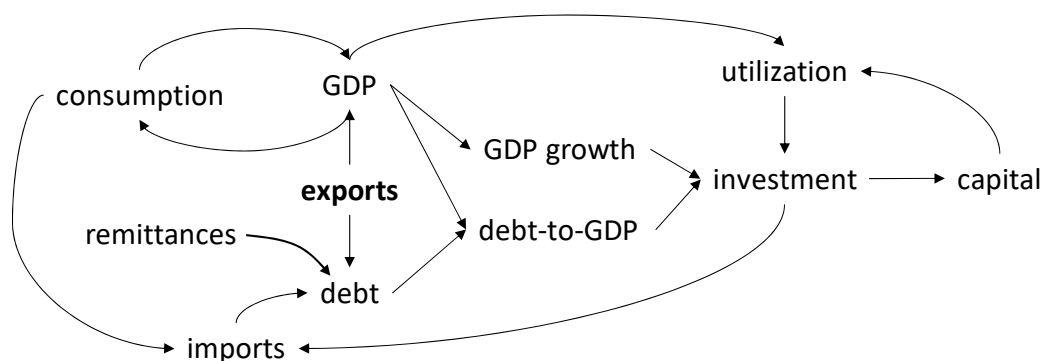 utilization
GDP
consumption
GDP growth
investment
capital
exports
remittances
debt-to-GDP
debt
imports